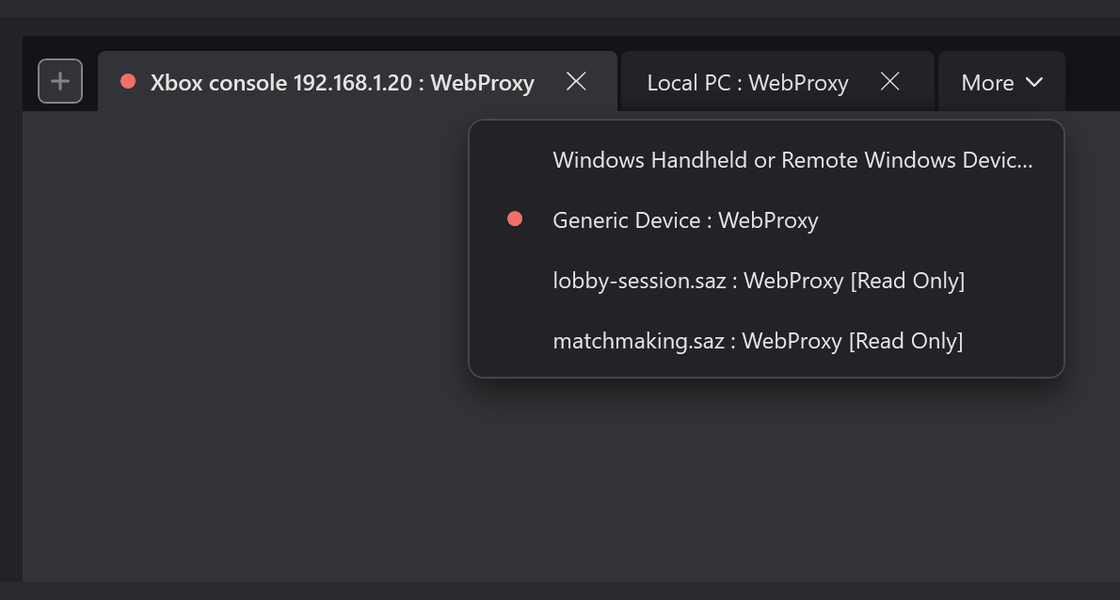 Xbox console 192.168.1.20 : WebProxy
Local PC : WebProxy
More
Windows Handheld or Remote Windows Devic...
Generic Device : WebProxy
lobby-session.saz : WebProxy [Read Only]
matchmaking.saz : WebProxy [Read Only]